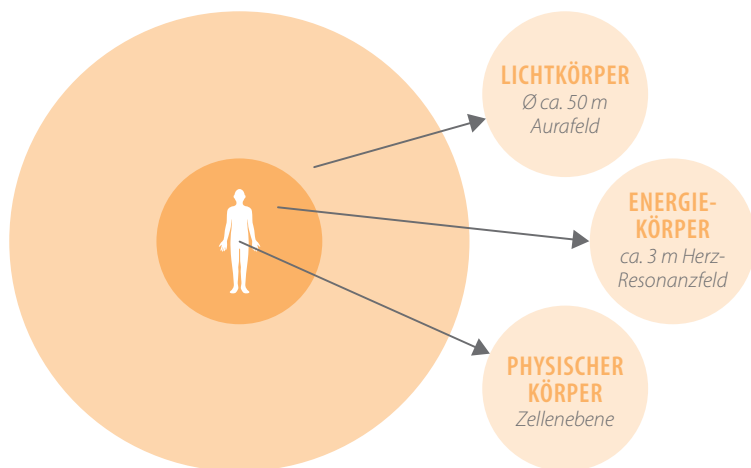 LICHTKÖRPER
Ø ca. 50 m
Aurafeld
ENERGIE-
KÖRPER
ca. 3 m Herz-
Resonanzfeld
PHYSISCHER
KÖRPER
Zellenebene